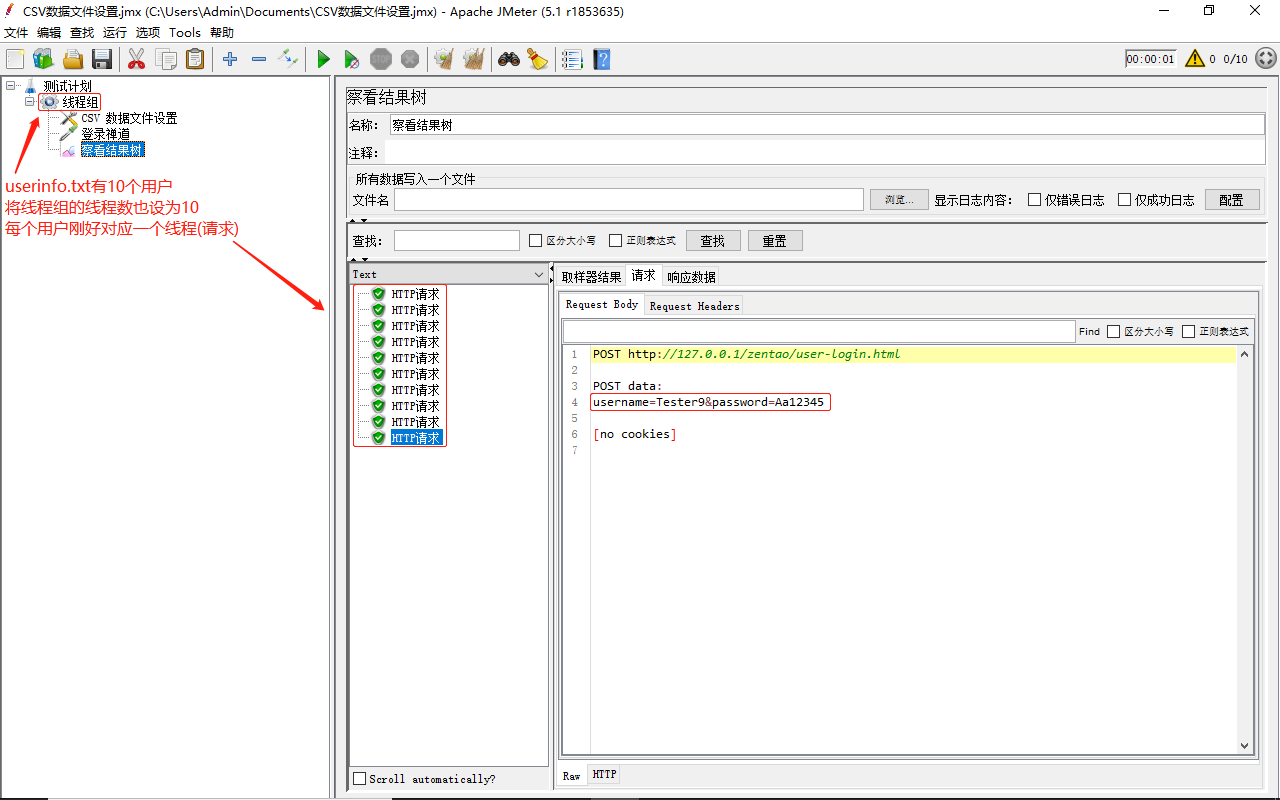 CSV数据文件设置.jmx (C:\Users\Admin\Documents\CSV数据文件设置.jmx) - Apache JMeter (5.1 r1853635)
文件 编辑 查找 运行 选项 Tools 帮助
STOP
00:00:01 0 0/10
测试计划
线程组
CSV 数据文件设置
登录禅道
察看结果树
userinfo.txt有10个用户
将线程组的线程数也设为10
每个用户刚好对应一个线程(请求)
察看结果树
名称: 察看结果树
注释:
所有数据写入一个文件
文件名 浏览... 显示日志内容: 仅错误日志 仅成功日志 配置
查找: 区分大小写 正则表达式 查找 重置
Text
HTTP请求
HTTP请求
HTTP请求
HTTP请求
HTTP请求
HTTP请求
HTTP请求
HTTP请求
HTTP请求
HTTP请求
Scroll automatically?
取样器结果 请求 响应数据
Request Body Request Headers
Find 区分大小写 正则表达式
1 POST http://127.0.0.1/zentao/user-login.html
2
3 POST data:
4 username=Tester9&password=Aa12345
5
6 [no cookies]
7
Raw HTTP